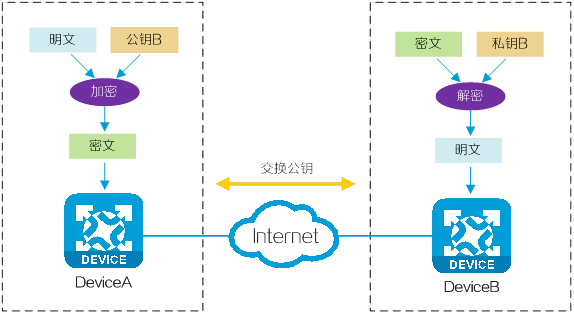 明文
公钥B
加密
密文
DEVICE
DeviceA
交换公钥
Internet
密文
私钥B
解密
明文
DEVICE
DeviceB